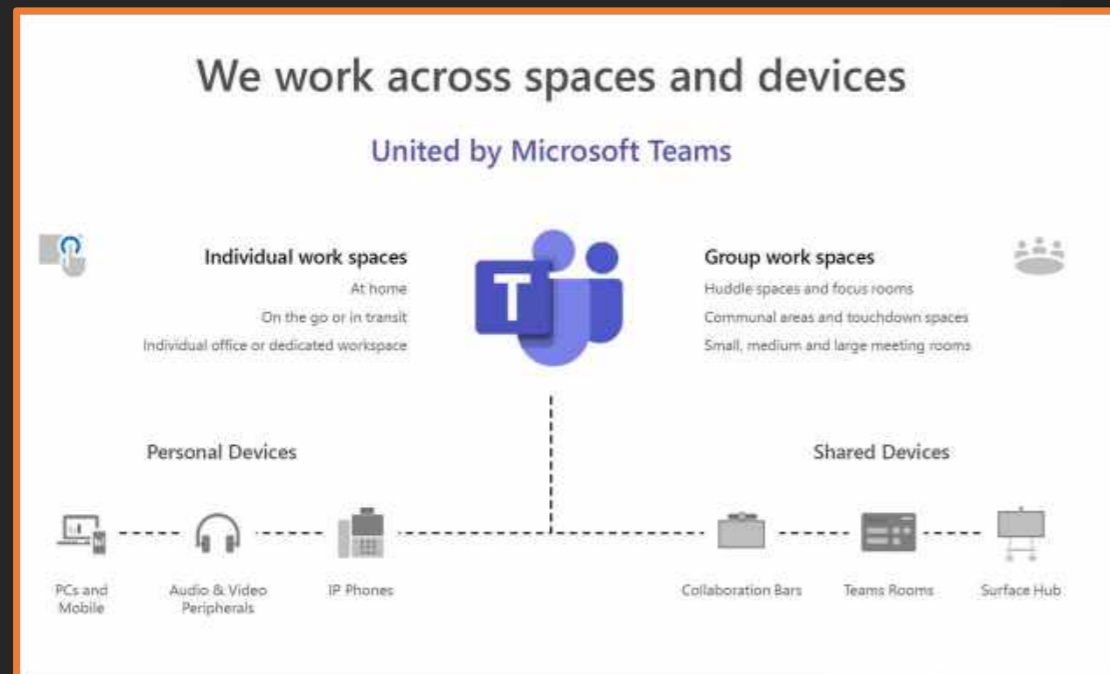 We work across spaces and devices
United by Microsoft Teams
Individual work spaces
At home
On the go or in transit
Individual office or dedicated workspace
T
Group work spaces
Huddle spaces and focus rooms
Communal areas and touchdown spaces
Small, medium and large meeting rooms
Personal Devices
PCs and
Mobile
Audio & Video
Peripherals
IP Phones
Shared Devices
Collaboration Bars
Teams Rooms
Surface Hub